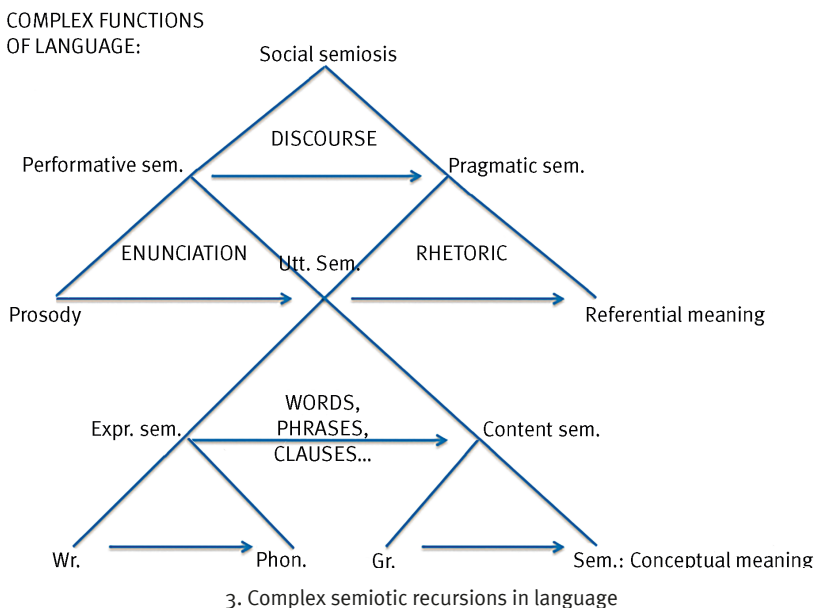 COMPLEX FUNCTIONS
OF LANGUAGE:
Social semiosis
DISCOURSE
Performative sem.
Pragmatic sem.
ENUNCIATION
Utt. Sem.
RHETORIC
Prosody
Referential meaning
WORDS,
Expr. sem.
PHRASES,
Content sem.
CLAUSES...
Wr.
Phon.
Gr.
Sem.: Conceptual meaning
3. Complex semiotic recursions in language